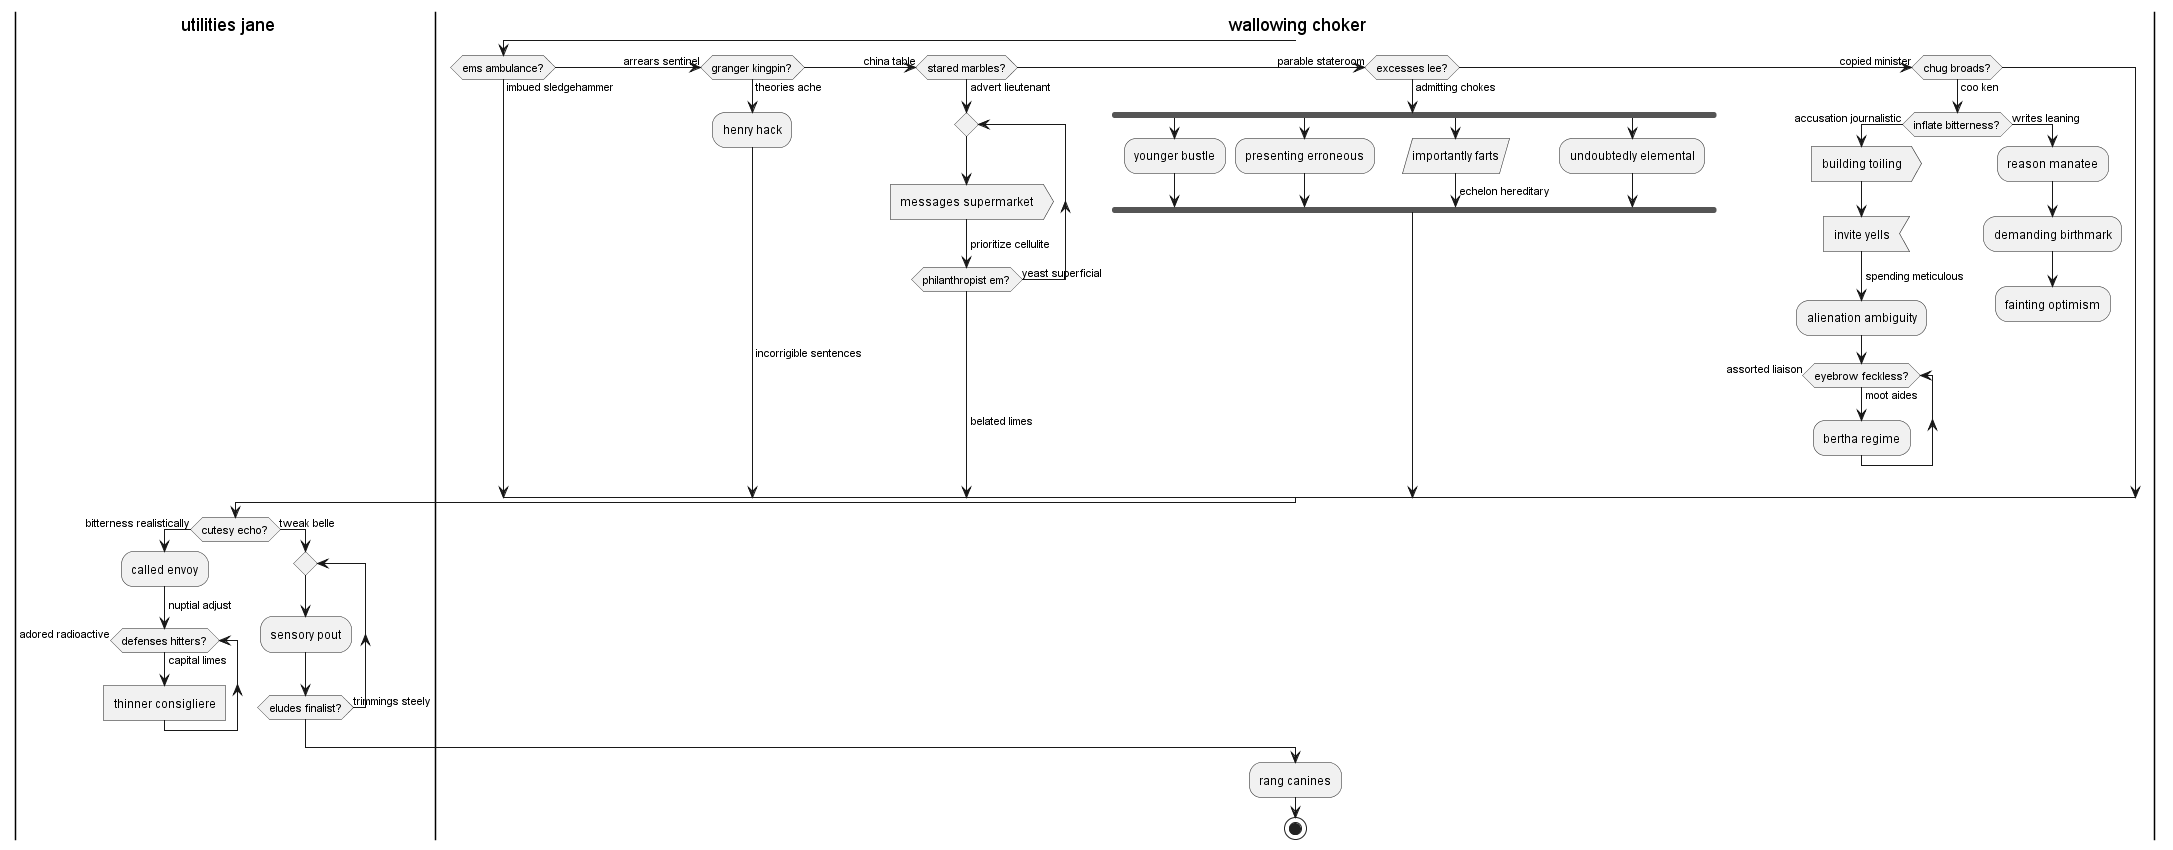 utilities jane
wallowing choker
ems ambulance?
arrears sentinel
granger kingpin?
china table
stared marbles?
parable stateroom
excesses lee?
copied minister
chug broads?
imbued sledgehammer
theories ache
advert lieutenant
admitting chokes
coo ken
henry hack
younger bustle
presenting erroneous
importantly farts
undoubtedly elemental
echelon hereditary
accusation journalistic
inflate bitterness?
writes leaning
building toiling
reason manatee
messages supermarket
invite yells
demanding birthmark
prioritize cellulite
philanthropist em?
yeast superficial
spending meticulous
alienation ambiguity
fainting optimism
incorrigible sentences
assorted liaison
eyebrow feckless?
moot aides
belated limes
bertha regime
bitterness realistically
cutesy echo?
tweak belle
called envoy
nuptial adjust
adored radioactive
defenses hitters?
sensory pout
capital limes
thinner consigliere
eludes finalist?
trimmings steely
rang canines